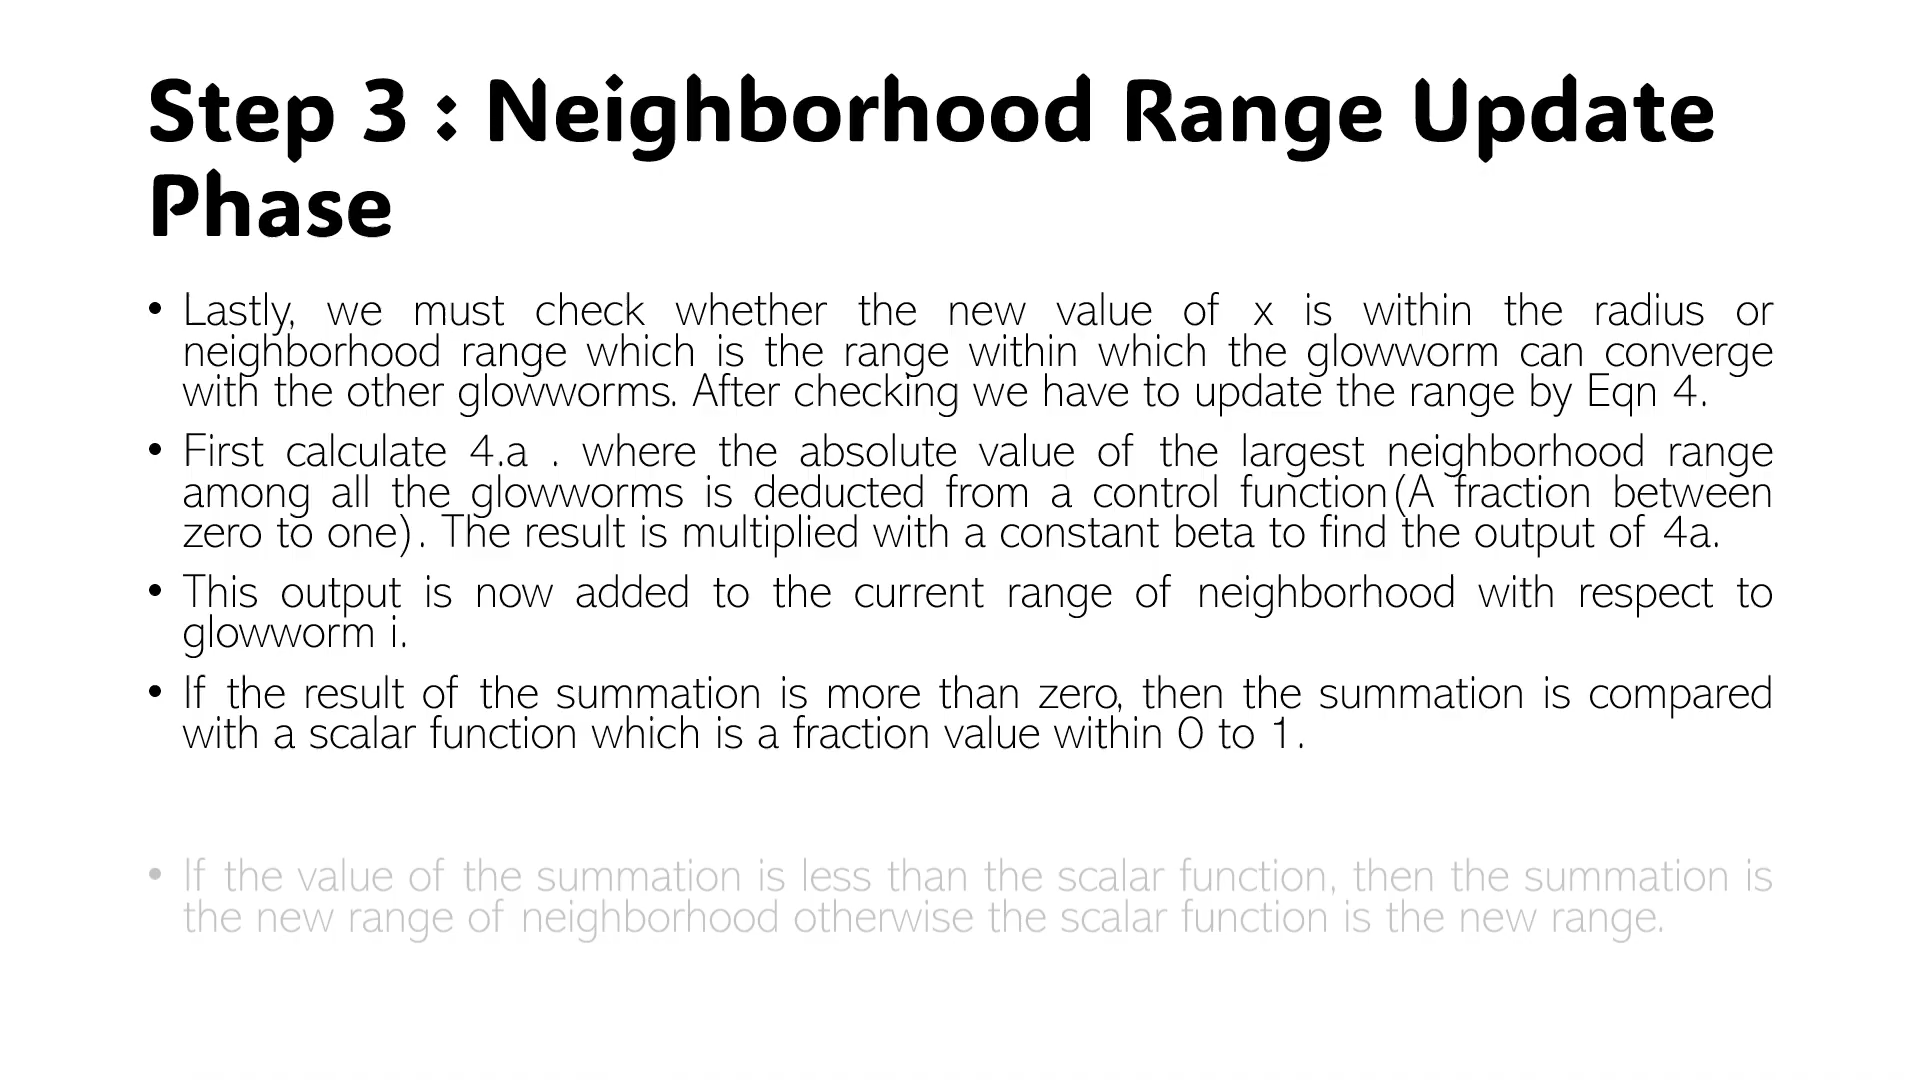 Step 3 : Neighborhood Range Update
Phase
• Lastly, we must check whether the new value of x is within the radius or
neighborhood range which is the range within which the glowworm can converge
with the other glowworms. After checking we have to update the range by Eqn 4.
• First calculate 4.a . where the absolute value of the largest neighborhood range
among all the glowworms is deducted from a control function(A fraction between
zero to one). The result is multiplied with a constant beta to find the output of 4a.
• This output is now added to the current range of neighborhood with respect to
glowworm i.
• If the result of the summation is more than zero, then the summation is compared
with a scalar function which is a fraction value within 0 to 1.
• If the value of the summation is less than the scalar function, then the summation is
the new range of neighborhood otherwise the scalar function is the new range.